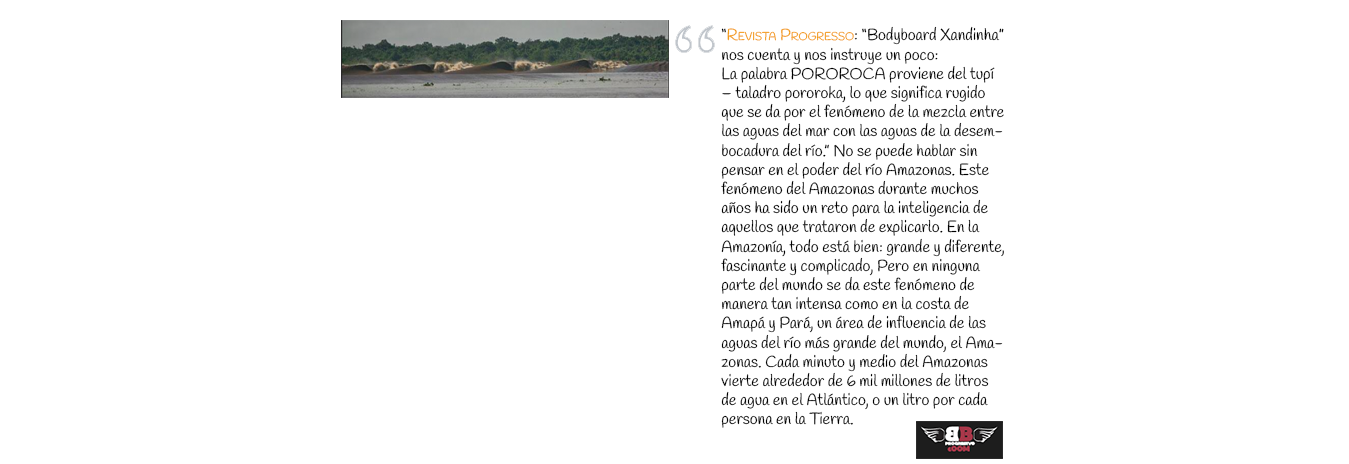 “Revista Progresso: “Bodyboard Xandinha”
nos cuenta y nos instruye un poco:
La palabra POROROCA proviene del tupí
– taladro pororoka, lo que significa rugido
que se da por el fenómeno de la mezcla entre
las aguas del mar con las aguas de la desem-
bocadura del río.” No se puede hablar sin
pensar en el poder del río Amazonas. Este
fenómeno del Amazonas durante muchos
años ha sido un reto para la inteligencia de
aquellos que trataron de explicarlo. En la
Amazonía, todo está bien: grande y diferente,
fascinante y complicado, Pero en ninguna
parte del mundo se da este fenómeno de
manera tan intensa como en la costa de
Amapá y Pará, un área de influencia de las
aguas del río más grande del mundo, el Ama-
zonas. Cada minuto y medio del Amazonas
vierte alrededor de 6 mil millones de litros
de agua en el Atlántico, o un litro por cada
persona en la Tierra.
BB